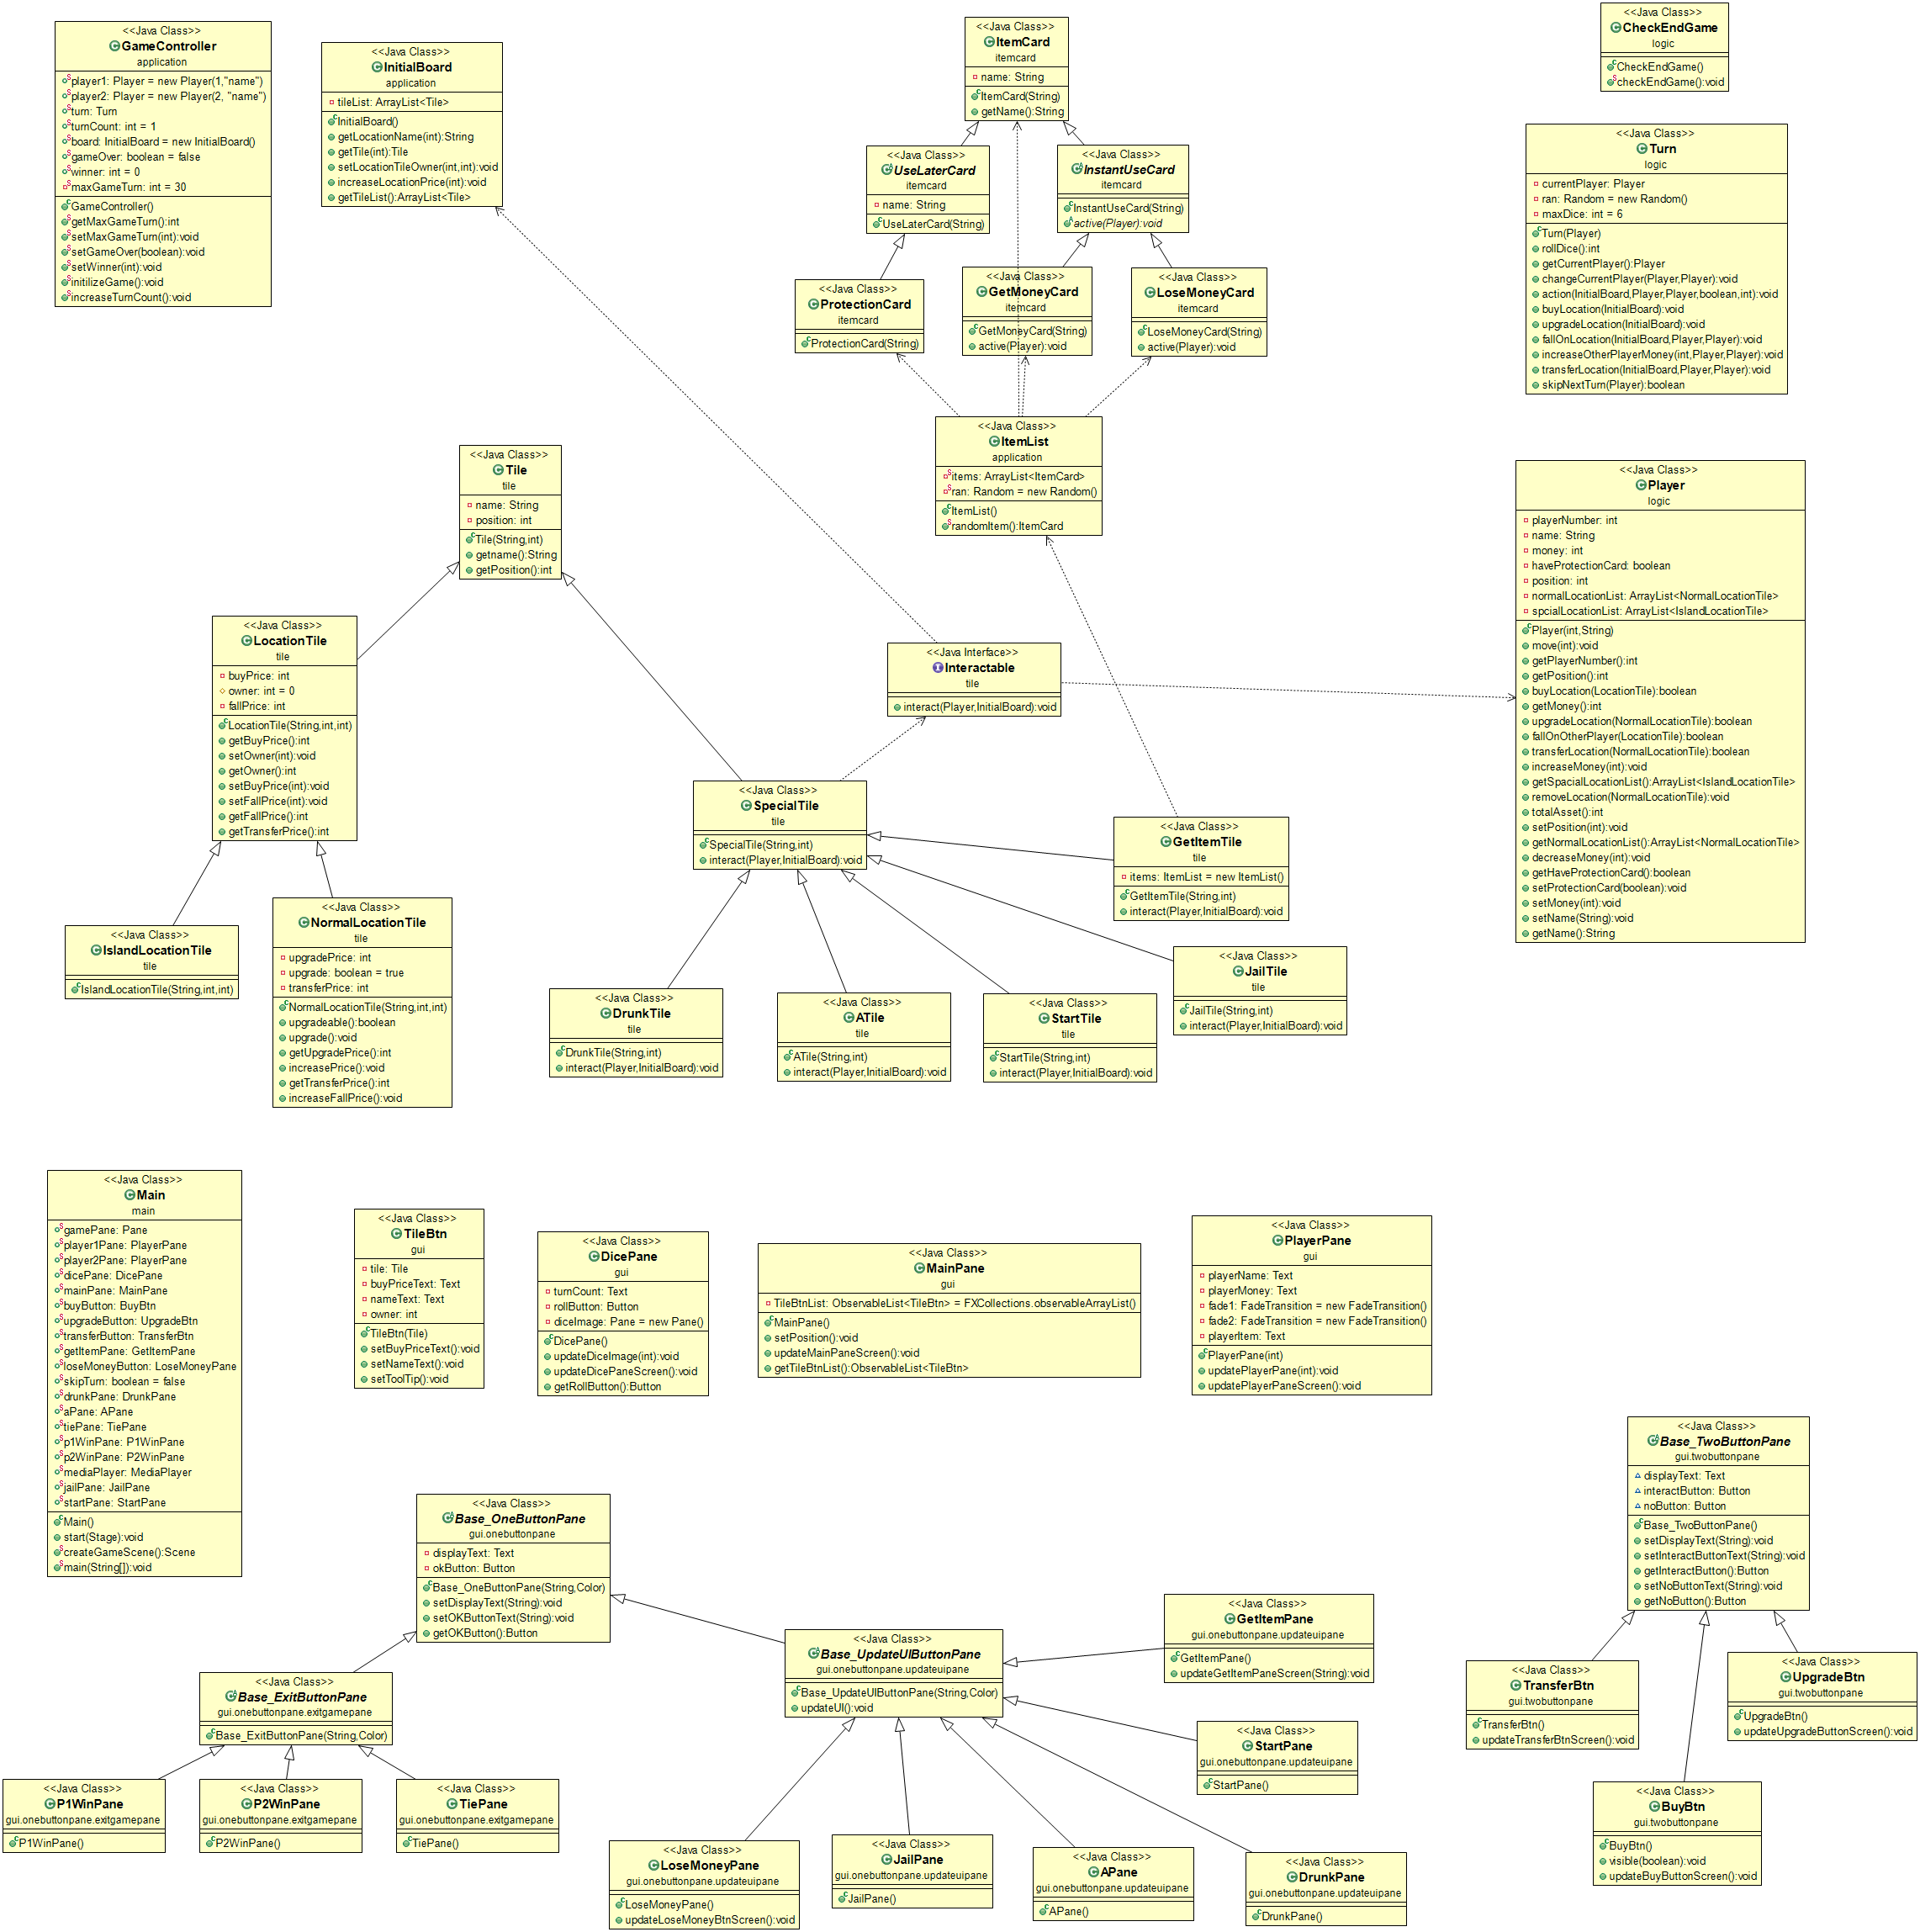 <<Java Class>>
GameController
application
player1: Player = new Player(1,"name")
player2: Player = new Player(2, "name")
turn: Turn
turnCount: int = 1
board: InitialBoard = new InitialBoard()
gameOver: boolean = false
winner: int = 0
maxGameTurn: int = 30
GameController()
getMaxGameTurn():int
setMaxGameTurn(int):void
setGameOver(boolean):void
setWinner(int):void
initilizeGame():void
increaseTurnCount():void
<<Java Class>>
InitialBoard
application
tileList: ArrayList<Tile>
InitialBoard()
getLocationName(int):String
getTile(int):Tile
setLocationTileOwner(int,int):void
increaseLocationPrice(int):void
getTileList():ArrayList<Tile>
<<Java Class>>
ItemCard
itemcard
name: String
ItemCard(String)
getName():String
<<Java Class>>
CheckEndGame
logic
CheckEndGame()
checkEndGame():void
<<Java Class>>
UseLaterCard
itemcard
name: String
UseLaterCard(String)
<<Java Class>>
InstantUseCard
itemcard
InstantUseCard(String)
active(Player):void
<<Java Class>>
Turn
logic
currentPlayer: Player
ran: Random = new Random()
maxDice: int = 6
Turn(Player)
rollDice():int
getCurrentPlayer():Player
changeCurrentPlayer(Player,Player):void
action(InitialBoard,Player,Player,boolean,int):void
buyLocation(InitialBoard):void
upgradeLocation(InitialBoard):void
fallOnLocation(InitialBoard,Player,Player):void
increaseOtherPlayerMoney(int,Player,Player):void
transferLocation(InitialBoard,Player,Player):void
skipNextTurn(Player):boolean
<<Java Class>>
ProtectionCard
itemcard
ProtectionCard(String)
<<Java Class>>
GetMoneyCard
itemcard
GetMoneyCard(String)
active(Player):void
<<Java Class>>
LoseMoneyCard
itemcard
LoseMoneyCard(String)
active(Player):void
<<Java Class>>
ItemList
application
items: ArrayList<ItemCard>
ran: Random = new Random()
ItemList()
randomItem():ItemCard
<<Java Class>>
Tile
tile
name: String
position: int
Tile(String,int)
getname():String
getPosition():int
<<Java Class>>
Player
logic
playerNumber: int
name: String
money: int
haveProtectionCard: boolean
position: int
normalLocationList: ArrayList<NormalLocationTile>
spcialLocationList: ArrayList<IslandLocationTile>
Player(int,String)
move(int):void
getPlayerNumber():int
getPosition():int
buyLocation(LocationTile):boolean
getMoney():int
upgradeLocation(NormalLocationTile):boolean
fallOnOtherPlayer(LocationTile):boolean
transferLocation(NormalLocationTile):boolean
increaseMoney(int):void
getSpacialLocationList():ArrayList<IslandLocationTile>
removeLocation(NormalLocationTile):void
totalAsset():int
setPosition(int):void
getNormalLocationList():ArrayList<NormalLocationTile>
decreaseMoney(int):void
getHaveProtectionCard():boolean
setProtectionCard(boolean):void
setMoney(int):void
setName(String):void
getName():String
<<Java Class>>
LocationTile
tile
buyPrice: int
owner: int = 0
fallPrice: int
LocationTile(String,int,int)
getBuyPrice():int
setOwner(int):void
getOwner():int
setBuyPrice(int):void
setFallPrice(int):void
getFallPrice():int
getTransferPrice():int
<<Java Interface>>
Interactable
tile
interact(Player,InitialBoard):void
<<Java Class>>
SpecialTile
tile
SpecialTile(String,int)
interact(Player,InitialBoard):void
<<Java Class>>
GetItemTile
tile
items: ItemList = new ItemList()
GetItemTile(String,int)
interact(Player,InitialBoard):void
<<Java Class>>
IslandLocationTile
tile
IslandLocationTile(String,int,int)
<<Java Class>>
NormalLocationTile
tile
upgradePrice: int
upgrade: boolean = true
transferPrice: int
NormalLocationTile(String,int,int)
upgradeable():boolean
upgrade():void
getUpgradePrice():int
increasePrice():void
getTransferPrice():int
increaseFallPrice():void
<<Java Class>>
DrunkTile
tile
DrunkTile(String,int)
interact(Player,InitialBoard):void
<<Java Class>>
ATile
tile
ATile(String,int)
interact(Player,InitialBoard):void
<<Java Class>>
StartTile
tile
StartTile(String,int)
interact(Player,InitialBoard):void
<<Java Class>>
JailTile
tile
JailTile(String,int)
interact(Player,InitialBoard):void
<<Java Class>>
Main
main
gamePane: Pane
player1Pane: PlayerPane
player2Pane: PlayerPane
dicePane: DicePane
mainPane: MainPane
buyButton: BuyBtn
upgradeButton: UpgradeBtn
transferButton: TransferBtn
getItemPane: GetItemPane
loseMoneyButton: LoseMoneyPane
skipTurn: boolean = false
drunkPane: DrunkPane
aPane: APane
tiePane: TiePane
p1WinPane: P1WinPane
p2WinPane: P2WinPane
mediaPlayer: MediaPlayer
jailPane: JailPane
startPane: StartPane
Main()
start(Stage):void
createGameScene():Scene
main(String[]):void
<<Java Class>>
TileBtn
gui
tile: Tile
buyPriceText: Text
nameText: Text
owner: int
TileBtn(Tile)
setBuyPriceText():void
setNameText():void
setToolTip():void
<<Java Class>>
DicePane
gui
turnCount: Text
rollButton: Button
diceImage: Pane = new Pane()
DicePane()
updateDiceImage(int):void
updateDicePaneScreen():void
getRollButton():Button
<<Java Class>>
MainPane
gui
TileBtnList: ObservableList<TileBtn> = FXCollections.observableArrayList()
MainPane()
setPosition():void
updateMainPaneScreen():void
getTileBtnList():ObservableList<TileBtn>
<<Java Class>>
PlayerPane
gui
playerName: Text
playerMoney: Text
fade1: FadeTransition = new FadeTransition()
fade2: FadeTransition = new FadeTransition()
playerItem: Text
PlayerPane(int)
updatePlayerPane(int):void
updatePlayerPaneScreen():void
<<Java Class>>
Base_TwoButtonPane
gui.twobuttonpane
displayText: Text
interactButton: Button
noButton: Button
Base_TwoButtonPane()
setDisplayText(String):void
setInteractButtonText(String):void
getInteractButton():Button
setNoButtonText(String):void
getNoButton():Button
<<Java Class>>
Base_OneButtonPane
gui.onebuttonpane
displayText: Text
okButton: Button
Base_OneButtonPane(String,Color)
setDisplayText(String):void
setOKButtonText(String):void
getOKButton():Button
<<Java Class>>
Base_UpdateUIButtonPane
gui.onebuttonpane.updateuipane
Base_UpdateUIButtonPane(String,Color)
updateUI():void
<<Java Class>>
GetItemPane
gui.onebuttonpane.updateuipane
GetItemPane()
updateGetItemPaneScreen(String):void
<<Java Class>>
TransferBtn
gui.twobuttonpane
TransferBtn()
updateTransferBtnScreen():void
<<Java Class>>
UpgradeBtn
gui.twobuttonpane
UpgradeBtn()
updateUpgradeButtonScreen():void
<<Java Class>>
Base_ExitButtonPane
gui.onebuttonpane.exitgamepane
Base_ExitButtonPane(String,Color)
<<Java Class>>
StartPane
gui.onebuttonpane.updateuipane
StartPane()
<<Java Class>>
P1WinPane
gui.onebuttonpane.exitgamepane
P1WinPane()
<<Java Class>>
P2WinPane
gui.onebuttonpane.exitgamepane
P2WinPane()
<<Java Class>>
TiePane
gui.onebuttonpane.exitgamepane
TiePane()
<<Java Class>>
BuyBtn
gui.twobuttonpane
BuyBtn()
visible(boolean):void
updateBuyButtonScreen():void
<<Java Class>>
LoseMoneyPane
gui.onebuttonpane.updateuipane
LoseMoneyPane()
updateLoseMoneyBtnScreen():void
<<Java Class>>
JailPane
gui.onebuttonpane.updateuipane
JailPane()
<<Java Class>>
APane
gui.onebuttonpane.updateuipane
APane()
<<Java Class>>
DrunkPane
gui.onebuttonpane.updateuipane
DrunkPane()